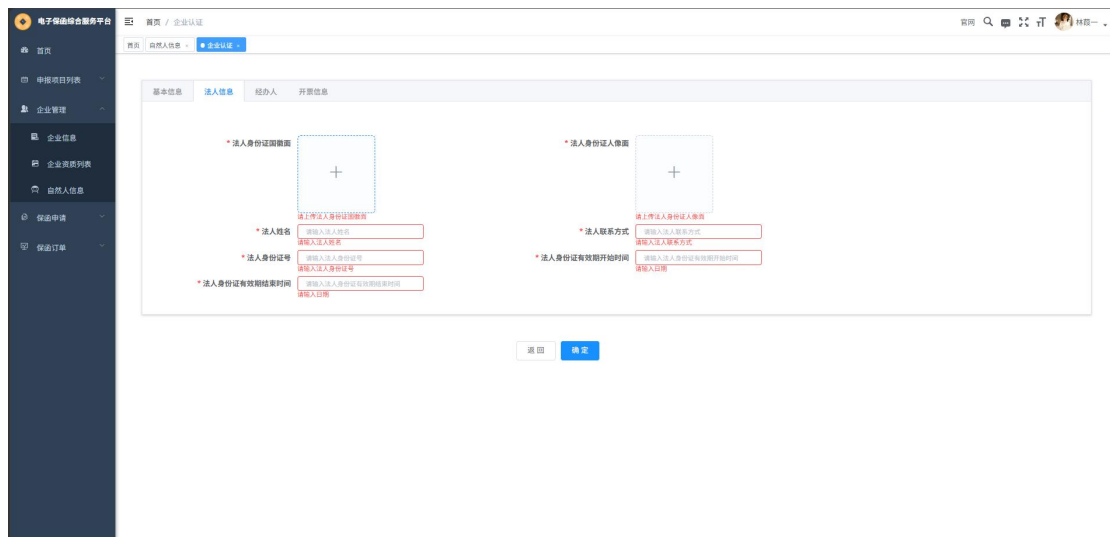 电子保函综合服务平台
首页 / 企业认证
官网
林霞一
首页
自然人信息
企业认证
首页
申报项目列表
企业管理
企业信息
企业资质列表
自然人信息
保函申请
保函订单
基本信息 法人信息 经办人 开票信息
* 法人身份证国徽面
请上传法人身份证国徽面
* 法人身份证人像面
请上传法人身份证人像面
* 法人姓名 请输入法人姓名
请输入法人姓名
* 法人联系方式 请输入法人联系方式
请输入法人联系方式
* 法人身份证号 请输入法人身份证号
请输入法人身份证号
* 法人身份证有效期开始时间 请输入法人身份证有效期开始时间
请输入日期
* 法人身份证有效期结束时间 请输入法人身份证有效期结束时间
请输入日期
返回 确定